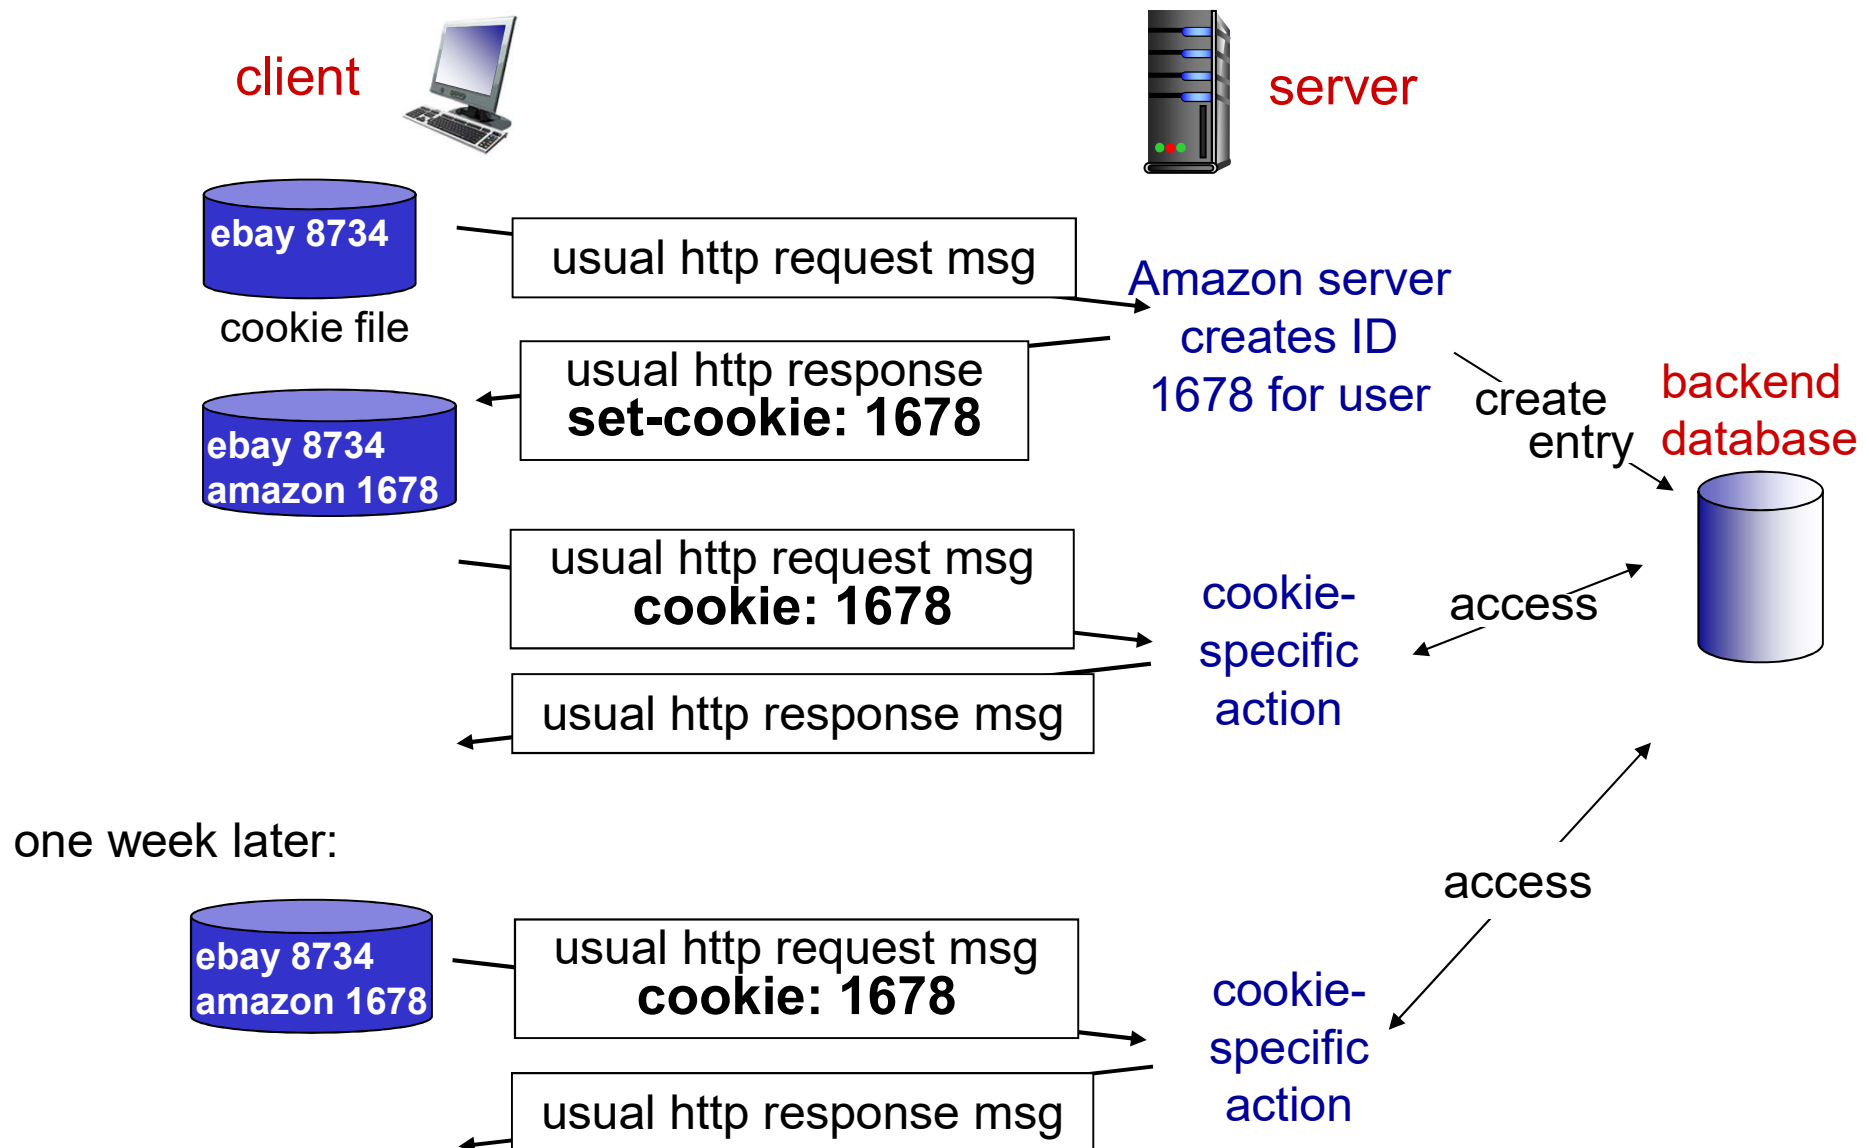 client
server
ebay 8734
cookie file
usual http request msg
Amazon server
creates ID
1678 for user
usual http response
set-cookie: 1678
create
entry
backend
database
ebay 8734
amazon 1678
usual http request msg
cookie: 1678
cookie-
specific
action
access
usual http response msg
one week later:
access
ebay 8734
amazon 1678
usual http request msg
cookie: 1678
cookie-
specific
action
usual http response msg